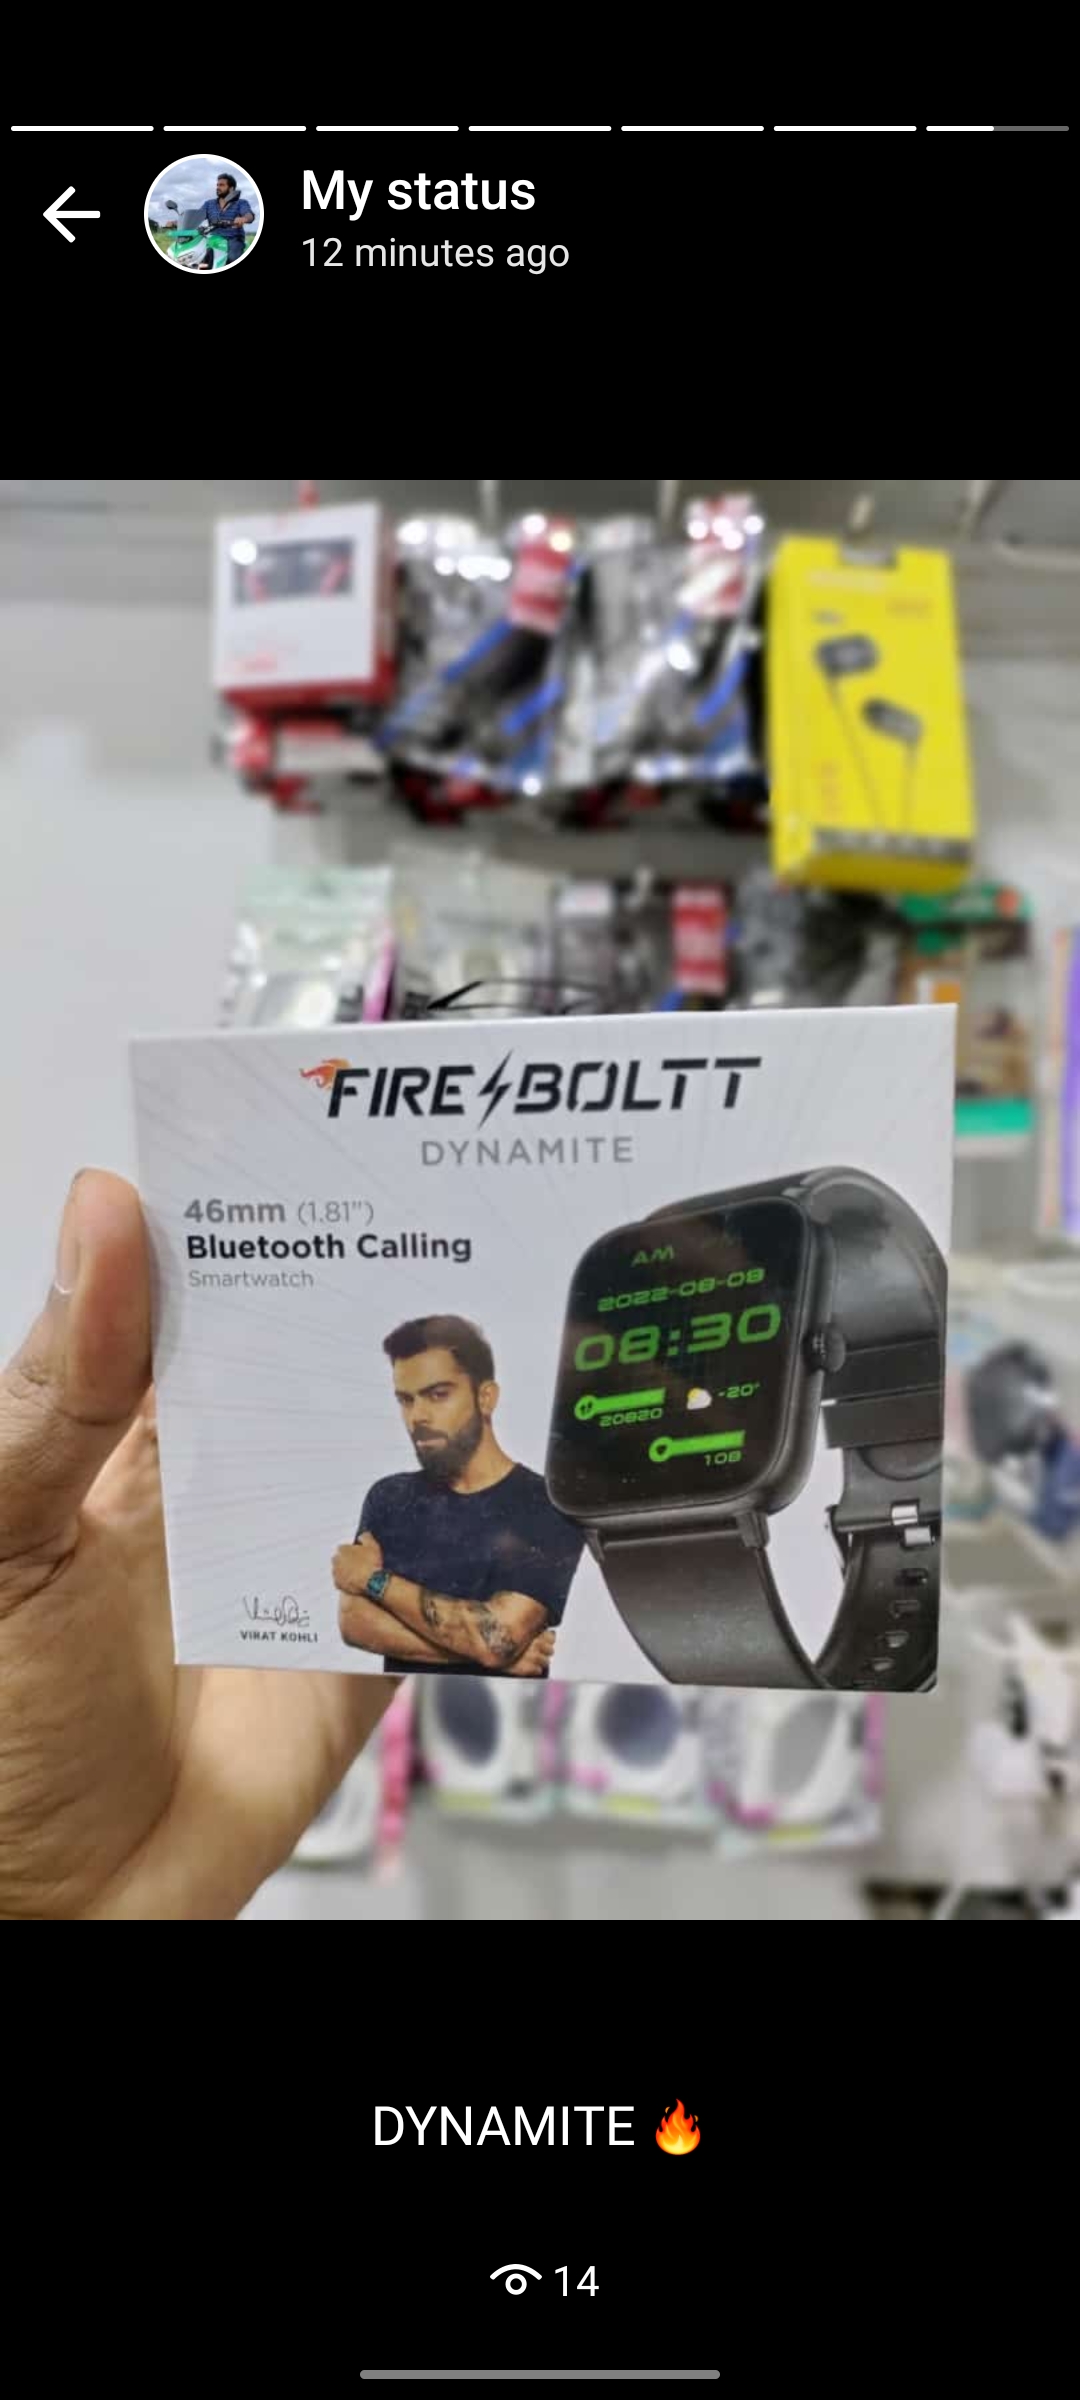 My status
12 minutes ago
FIRE BOLTT
DYNAMITE
46mm (1.81")
Bluetooth Calling
Smartwatch
AM
2022-08-08
08:30
20820
-20°
108
VIRAT KOHLI
DYNAMITE 🔥
14